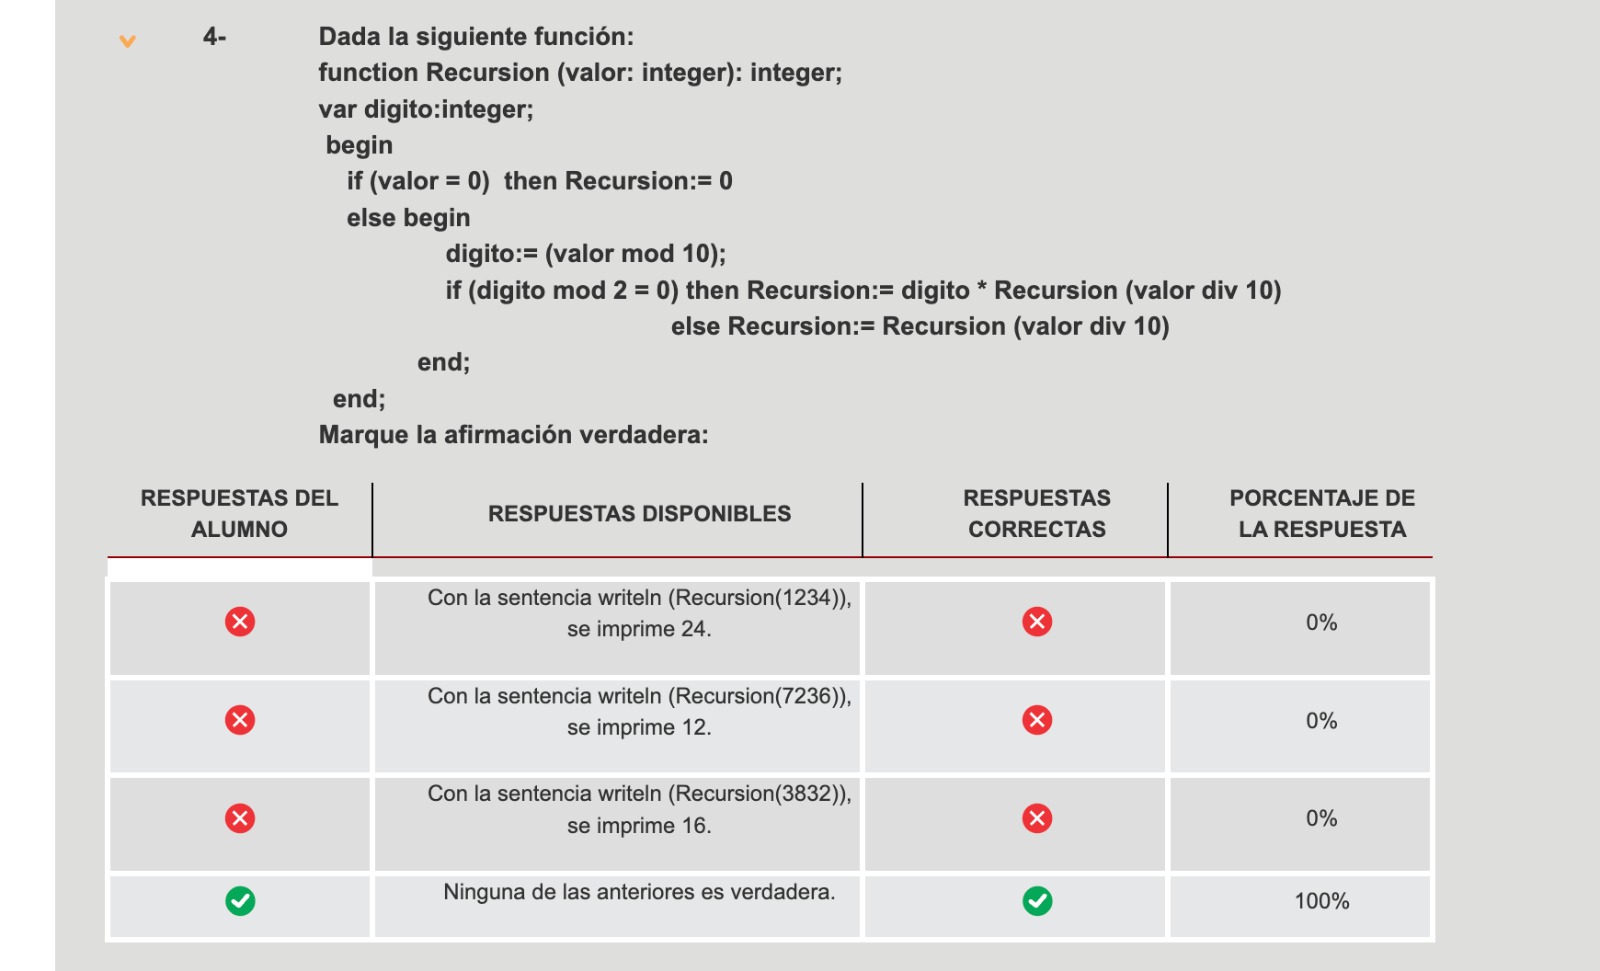 4- Dada la siguiente función:
function Recursion (valor: integer): integer;
var digito:integer;
begin
if (valor = 0) then Recursion:= 0
else begin
digito:= (valor mod 10);
if (digito mod 2 = 0) then Recursion:= digito * Recursion (valor div 10)
else Recursion:= Recursion (valor div 10)
end;
end;
Marque la afirmación verdadera:
RESPUESTAS DEL
ALUMNO
RESPUESTAS DISPONIBLES
RESPUESTAS
CORRECTAS
PORCENTAJE DE
LA RESPUESTA
Con la sentencia writeln (Recursion(1234)),
se imprime 24.
0%
Con la sentencia writeln (Recursion(7236)),
se imprime 12.
0%
Con la sentencia writeln (Recursion(3832)),
se imprime 16.
0%
Ninguna de las anteriores es verdadera.
100%